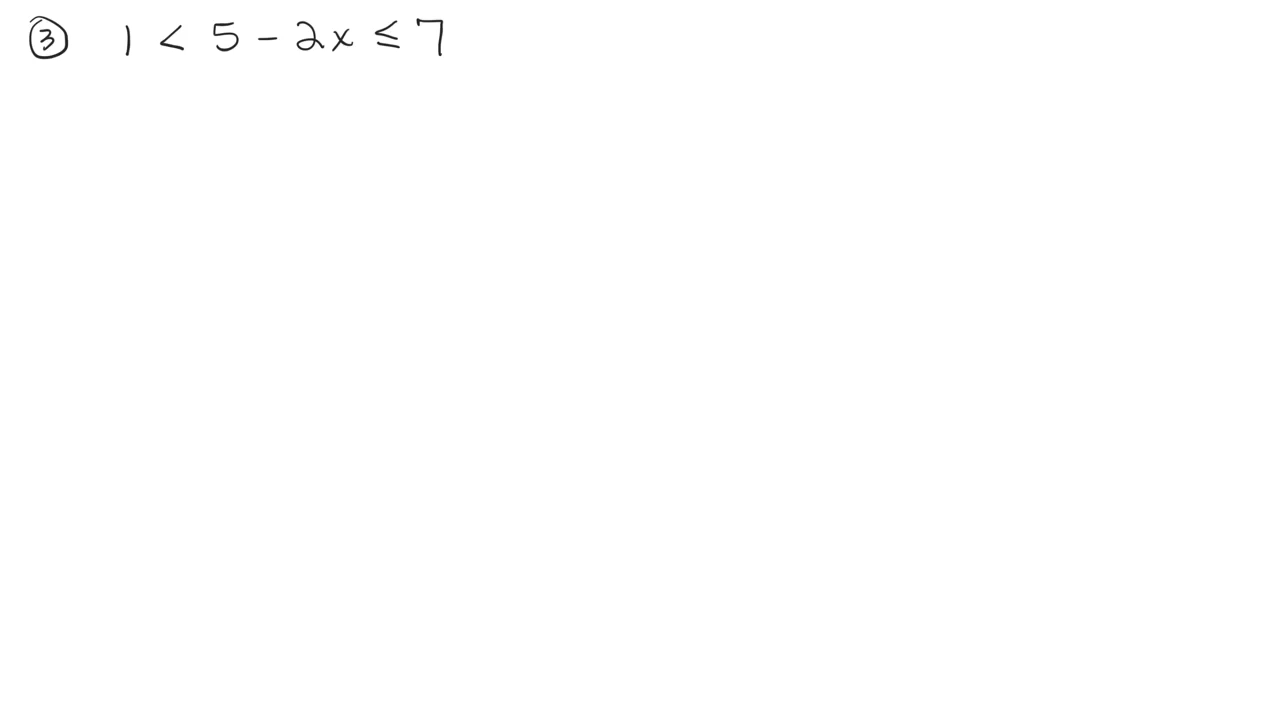 ③ 1 < 5 - 2x ≤ 7